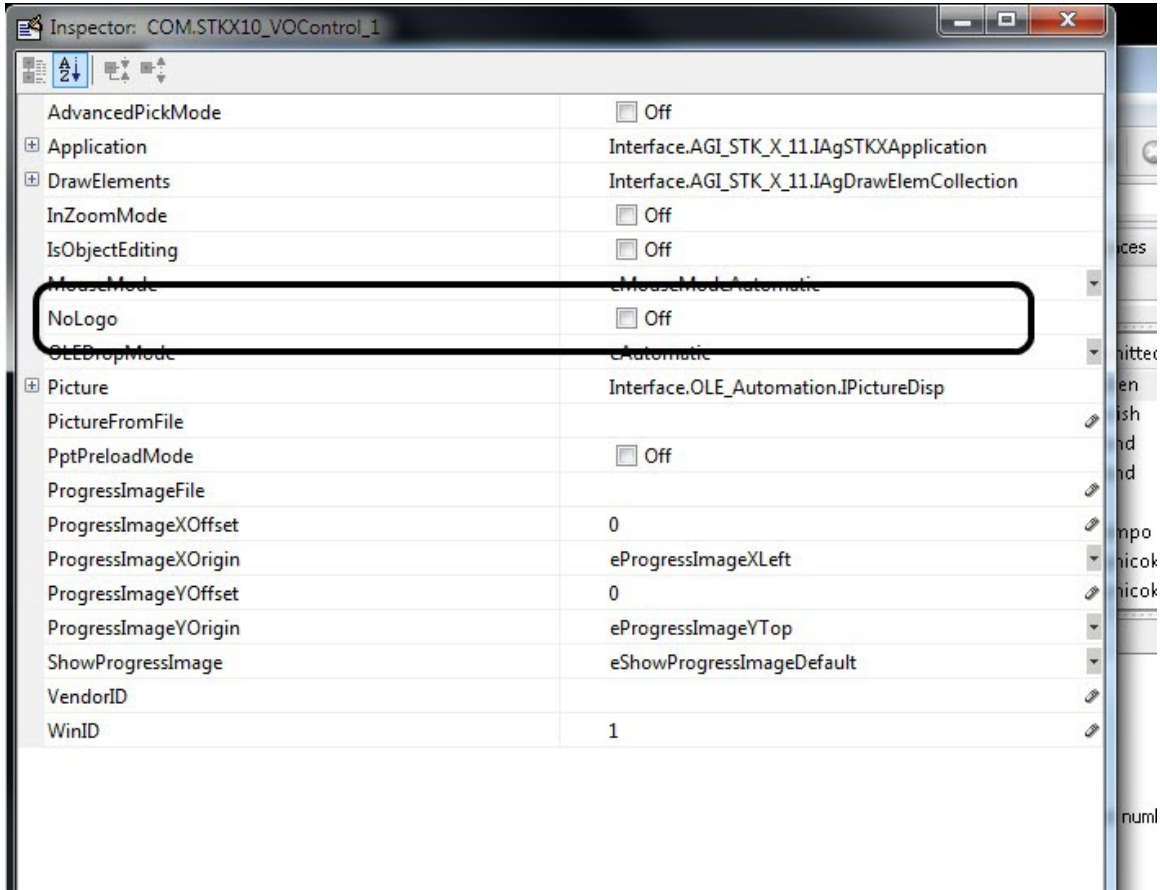 Inspector: COM.STKX10_VOControl_1
AdvancedPickMode Off
Application Interface.AGI_STK_X_11.IAgSTKXApplication
DrawElements Interface.AGI_STK_X_11.IAgDrawElemCollection
InZoomMode Off
IsObjectEditing Off
MouseMode eMouseModeAutomatic
NoLogo Off
OLEDropMode eAutomatic
Picture Interface.OLE_Automation.IPictureDisp
PictureFromFile
PptPreloadMode Off
ProgressImageFile
ProgressImageXOffset 0
ProgressImageXOrigin eProgressImageXLeft
ProgressImageYOffset 0
ProgressImageYOrigin eProgressImageYTop
ShowProgressImage eShowProgressImageDefault
VendorID
WinID 1